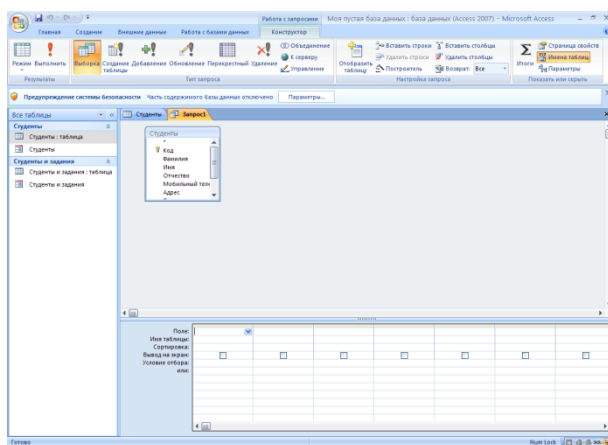 Работа с запросами
Моя пустая база данных : база данных (Access 2007) - Microsoft Access
Главная Создание Внешние данные Работа с базами данных Конструктор
Режим Выполнить
Результаты
Выборка Создание таблицы Добавление Обновление Перекрестный Удаление
Объединение
К серверу
Управление
Тип запроса
Отобразить таблицу
Вставить строки
Удалить строки
Построитель
Вставить столбцы
Удалить столбцы
Возврат: Все
Настройка запроса
Итоги
Страница свойств
Имена таблиц
Параметры
Показать или скрыть
Предупреждение системы безопасности Часть содержимого базы данных отключено Параметры...
Все таблицы
Студенты
Студенты : таблица
Студенты
Студенты и задания
Студенты и задания : таблица
Студенты и задания
Студенты Запрос1
Студенты
*
Код
Фамилия
Имя
Отчество
Мобильный теле
Адрес
Поле:
Имя таблицы:
Сортировка:
Вывод на экран:
Условие отбора:
или:
Готово
Num Lock